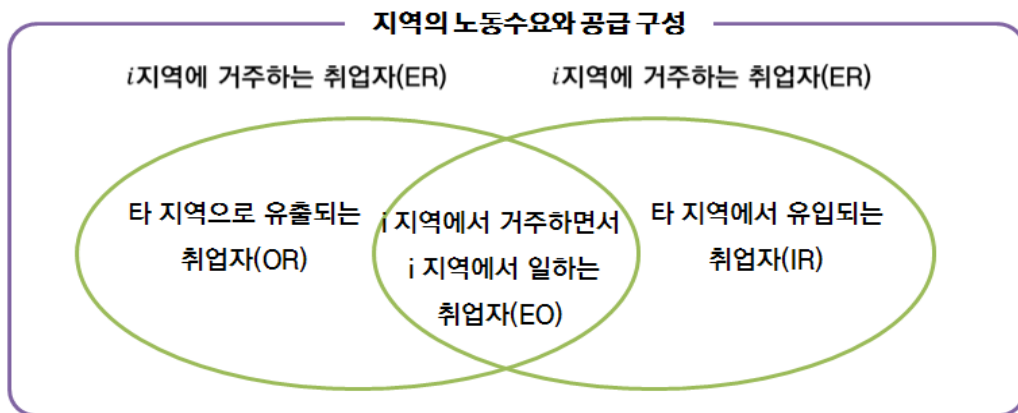 지역의 노동수요와 공급 구성
i지역에 거주하는 취업자(ER)
i지역에 거주하는 취업자(ER)
타 지역으로 유출되는
취업자(OR)
i 지역에서 거주하면서
i 지역에서 일하는
취업자(EO)
타 지역에서 유입되는
취업자(IR)